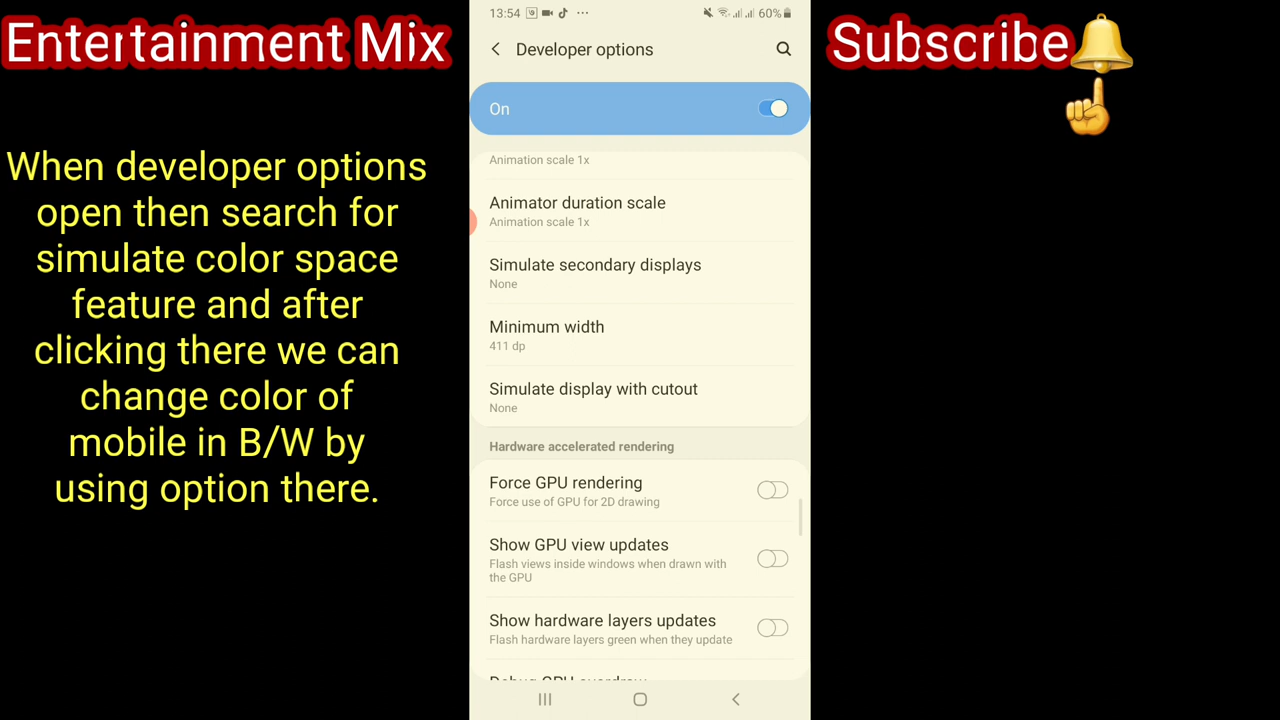 Entertainment Mix
When developer options
open then search for
simulate color space
feature and after
clicking there we can
change color of
mobile in B/W by
using option there.
13:54
60%
Developer options
On
Animation scale 1x
Animator duration scale
Animation scale 1x
Simulate secondary displays
None
Minimum width
411 dp
Simulate display with cutout
None
Hardware accelerated rendering
Force GPU rendering
Force use of GPU for 2D drawing
Show GPU view updates
Flash views inside windows when drawn with
the GPU
Show hardware layers updates
Flash hardware layers green when they update
Debug GPU overdraw
Subscribe